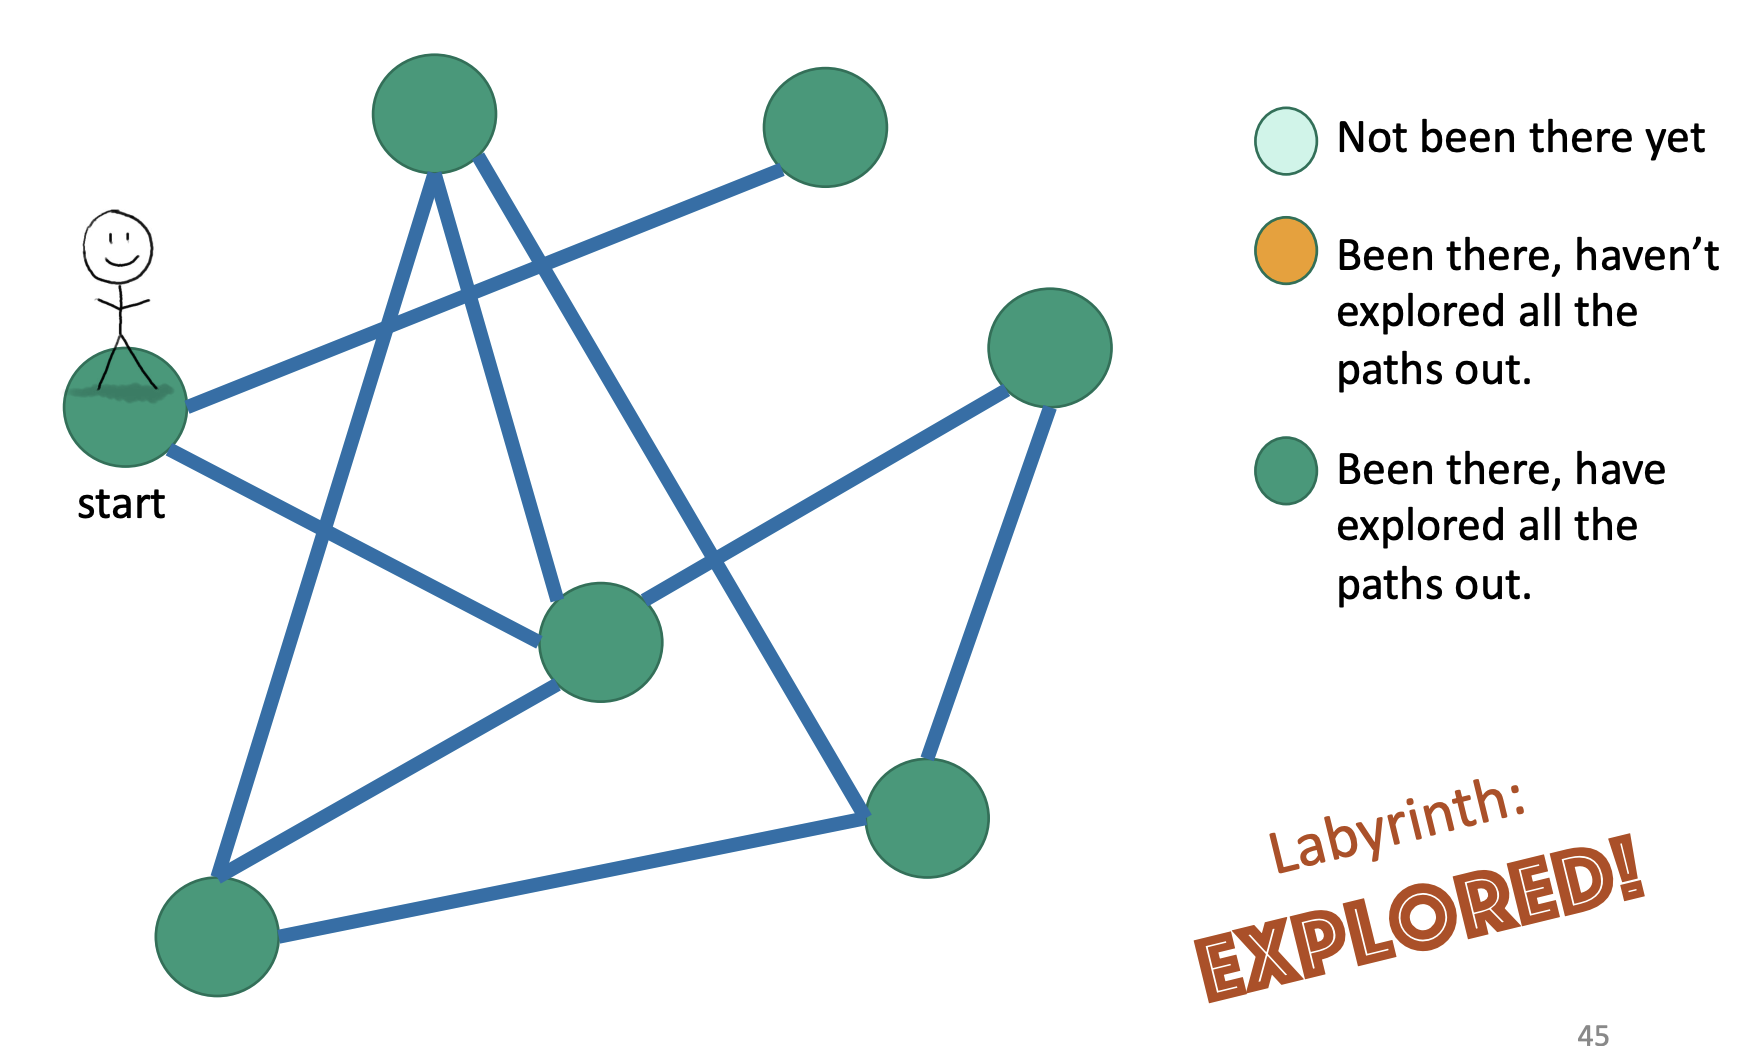 start
Not been there yet
Been there, haven’t
explored all the
paths out.
Been there, have
explored all the
paths out.
Labyrinth:
EXPLORED!
45